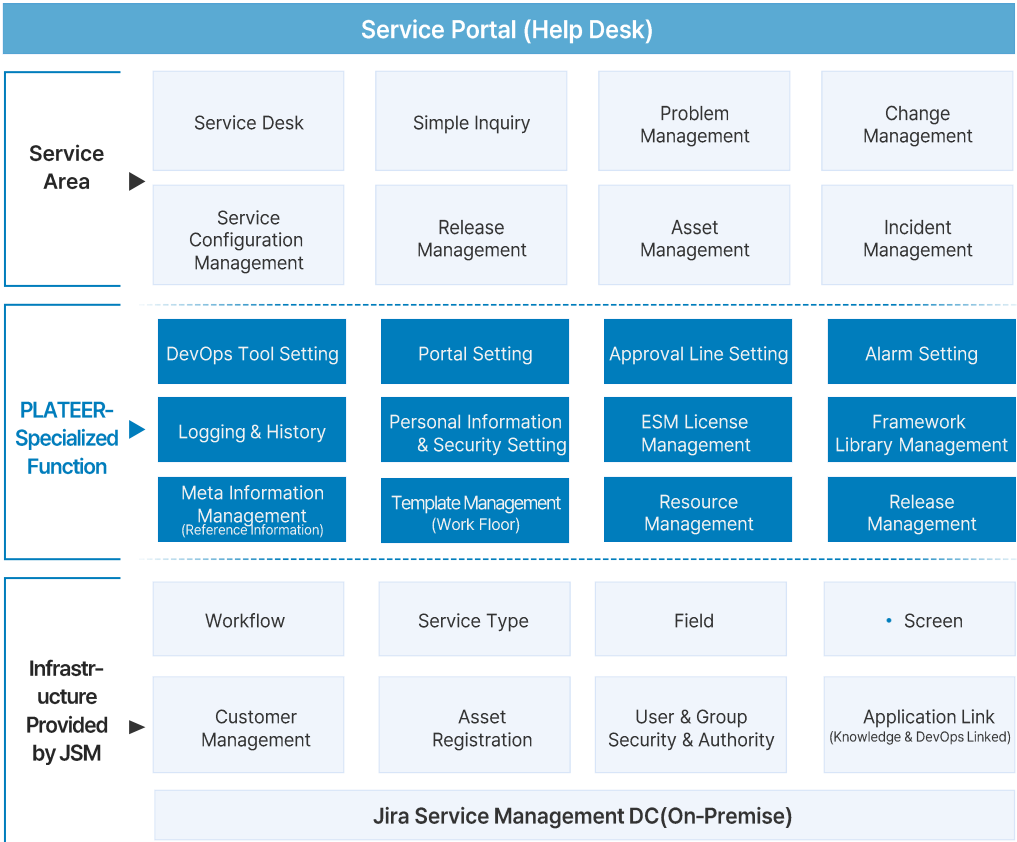 Service Portal (Help Desk)
Service
Area
Service Desk
Simple Inquiry
Problem
Management
Change
Management
Service
Configuration
Management
Release
Management
Asset
Management
Incident
Management
PLATEER-
Specialized
Function
DevOps Tool Setting
Portal Setting
Approval Line Setting
Alarm Setting
Logging & History
Personal Information
& Security Setting
ESM License
Management
Framework
Library Management
Meta Information
Management
(Reference Information)
Template Management
(Work Floor)
Resource
Management
Release
Management
Infrastr-
ucture
Provided
by JSM
Workflow
Service Type
Field
• Screen
Customer
Management
Asset
Registration
User & Group
Security & Authority
Application Link
(Knowledge & DevOps Linked)
Jira Service Management DC(On-Premise)